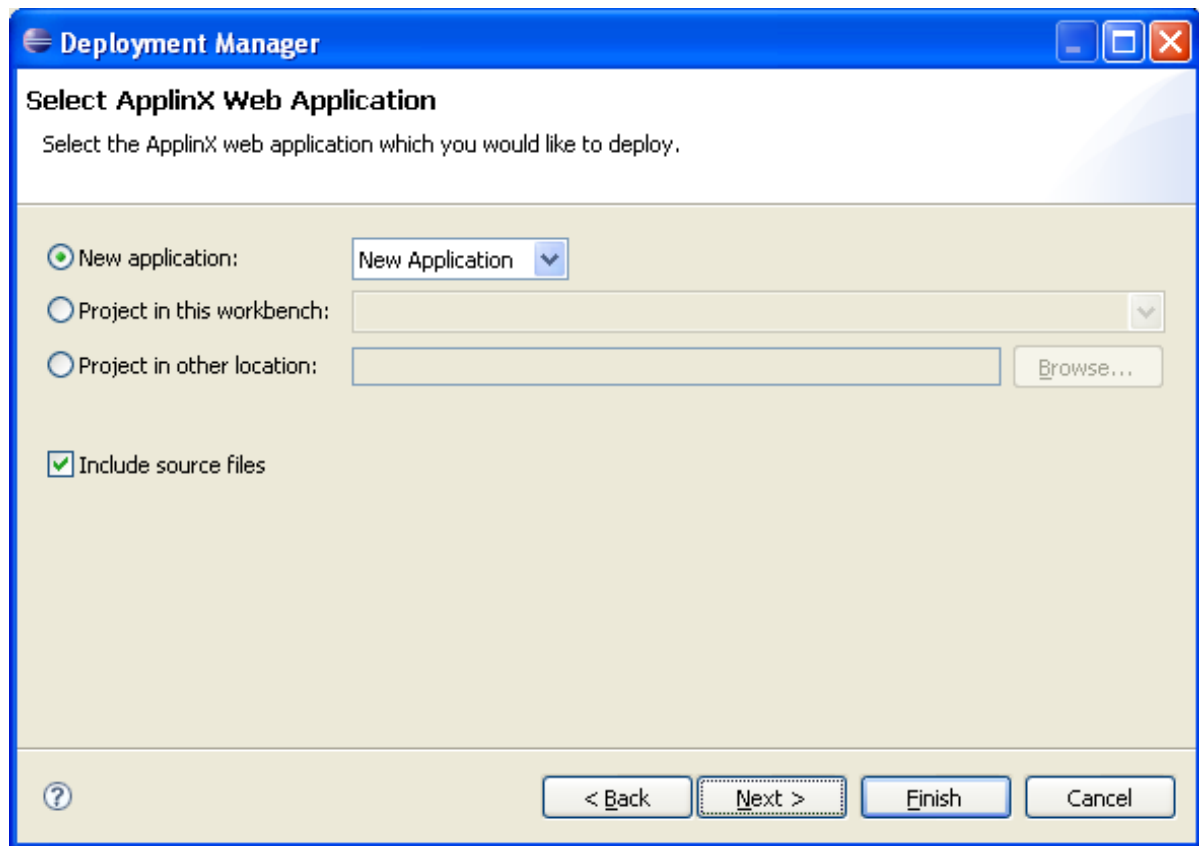 Deployment Manager
Select ApplinX Web Application
Select the ApplinX web application which you would like to deploy.
New application: New Application
Project in this workbench:
Project in other location: Browse...
Include source files
? < Back Next > Finish Cancel